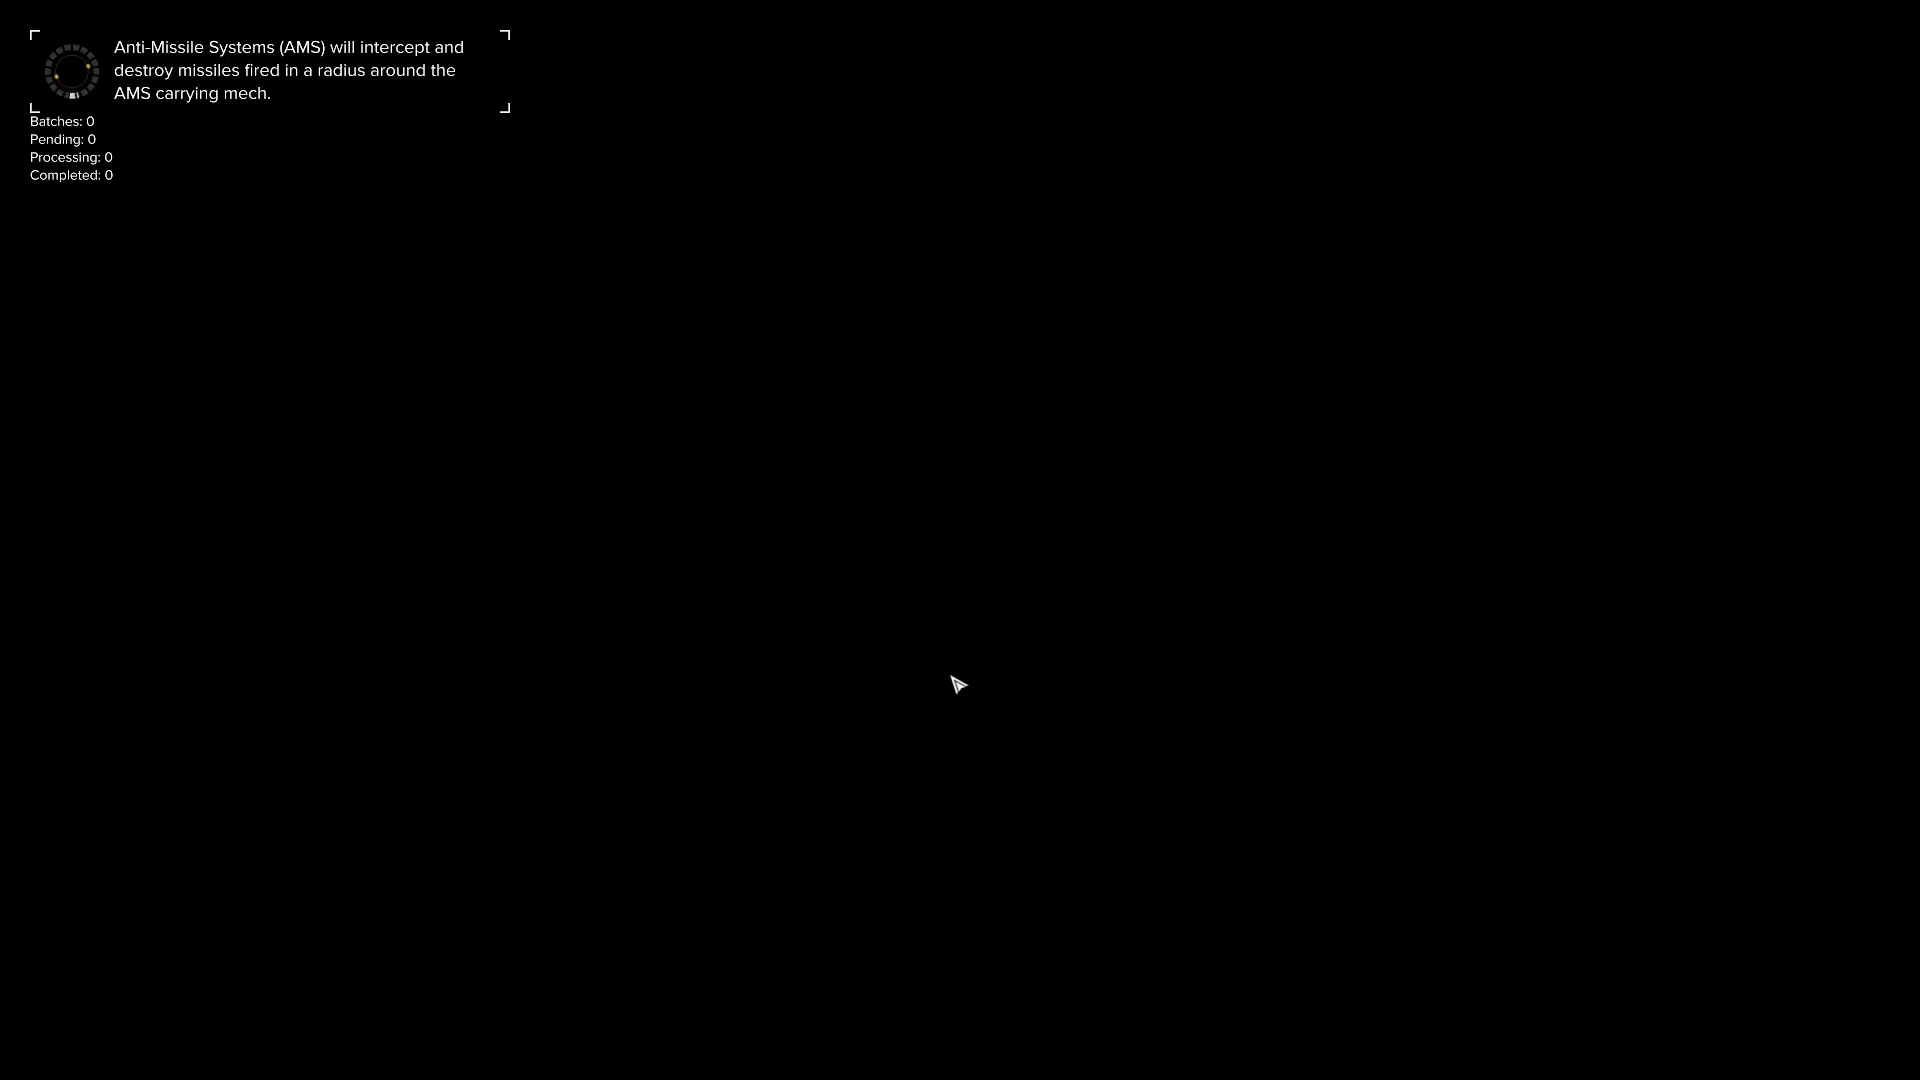 Anti-Missile Systems (AMS) will intercept and
destroy missiles fired in a radius around the
AMS carrying mech.
Batches: 0
Pending: 0
Processing: 0
Completed: 0